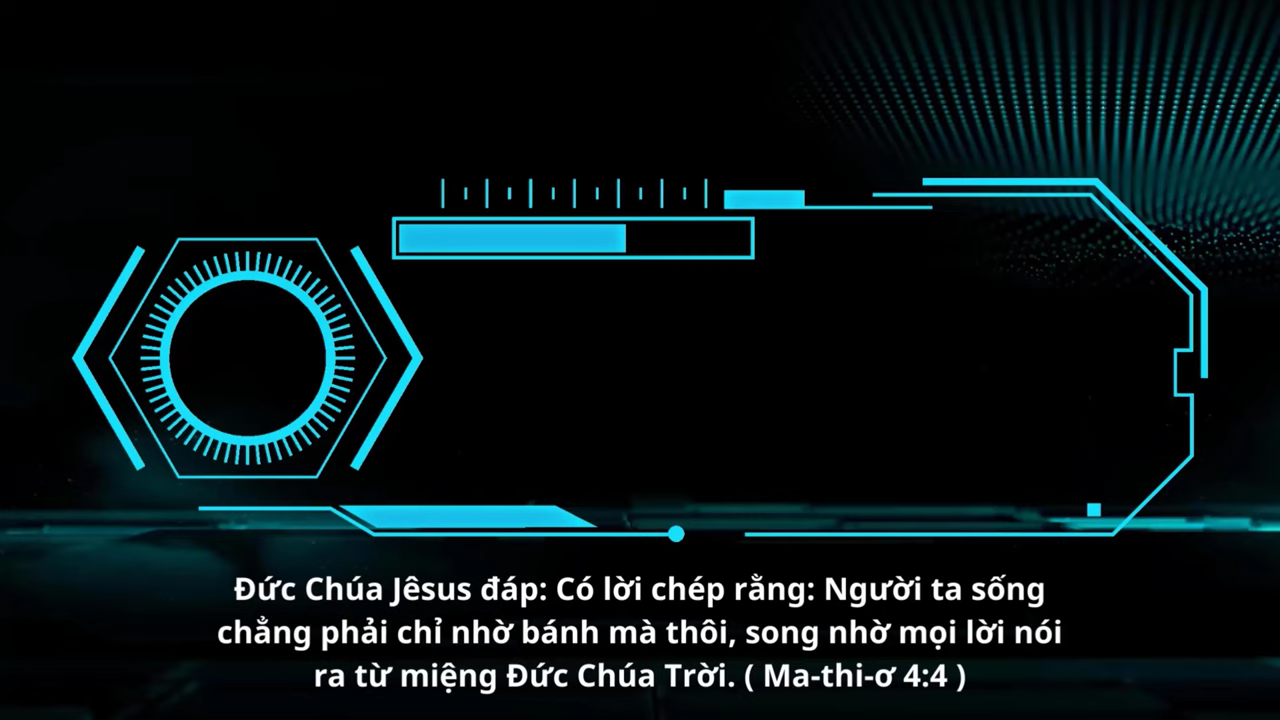 Đức Chúa Jêsus đáp: Có lời chép rằng: Người ta sống
chẳng phải chỉ nhờ bánh mà thôi, song nhờ mọi lời nói
ra từ miệng Đức Chúa Trời. ( Ma-thi-ơ 4:4 )